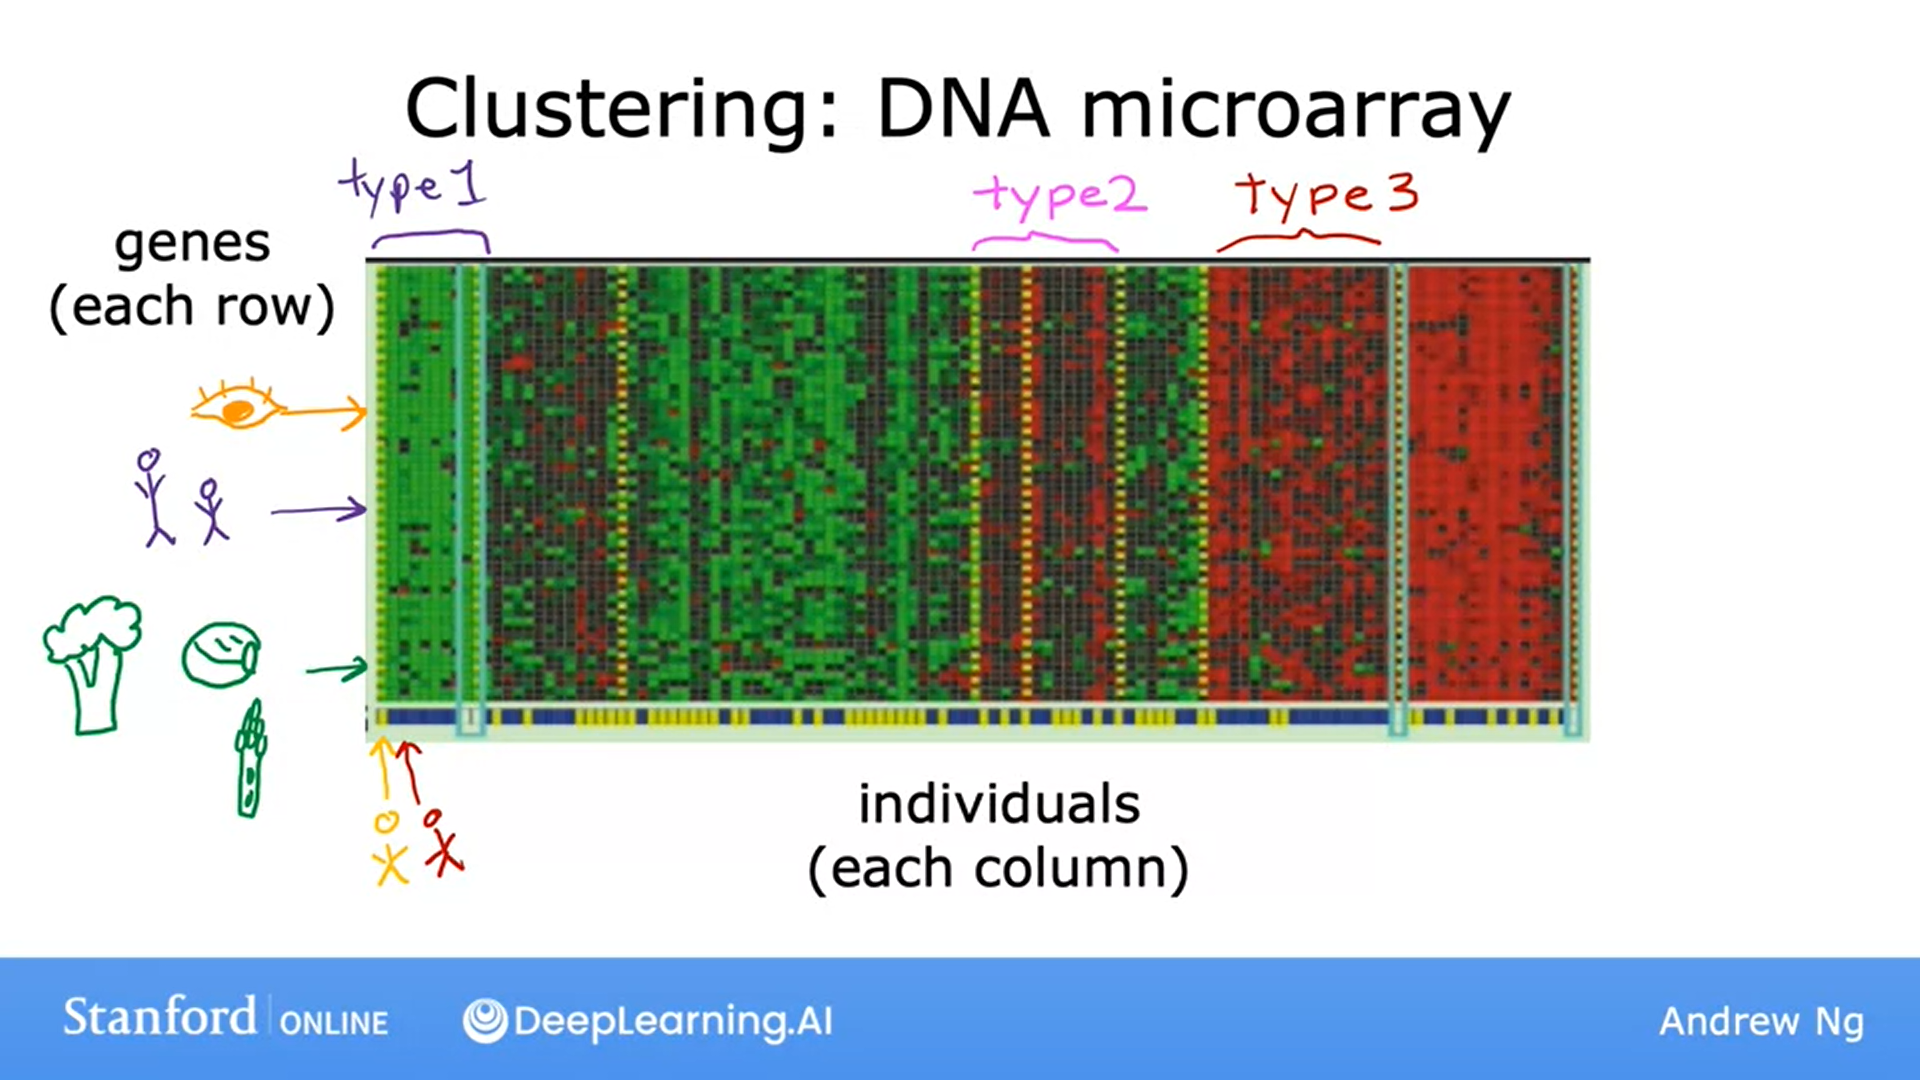 Clustering: DNA microarray
type 1
type2
type 3
genes
(each row)
individuals
(each column)
Stanford ONLINE
DeepLearning.AI
Andrew Ng